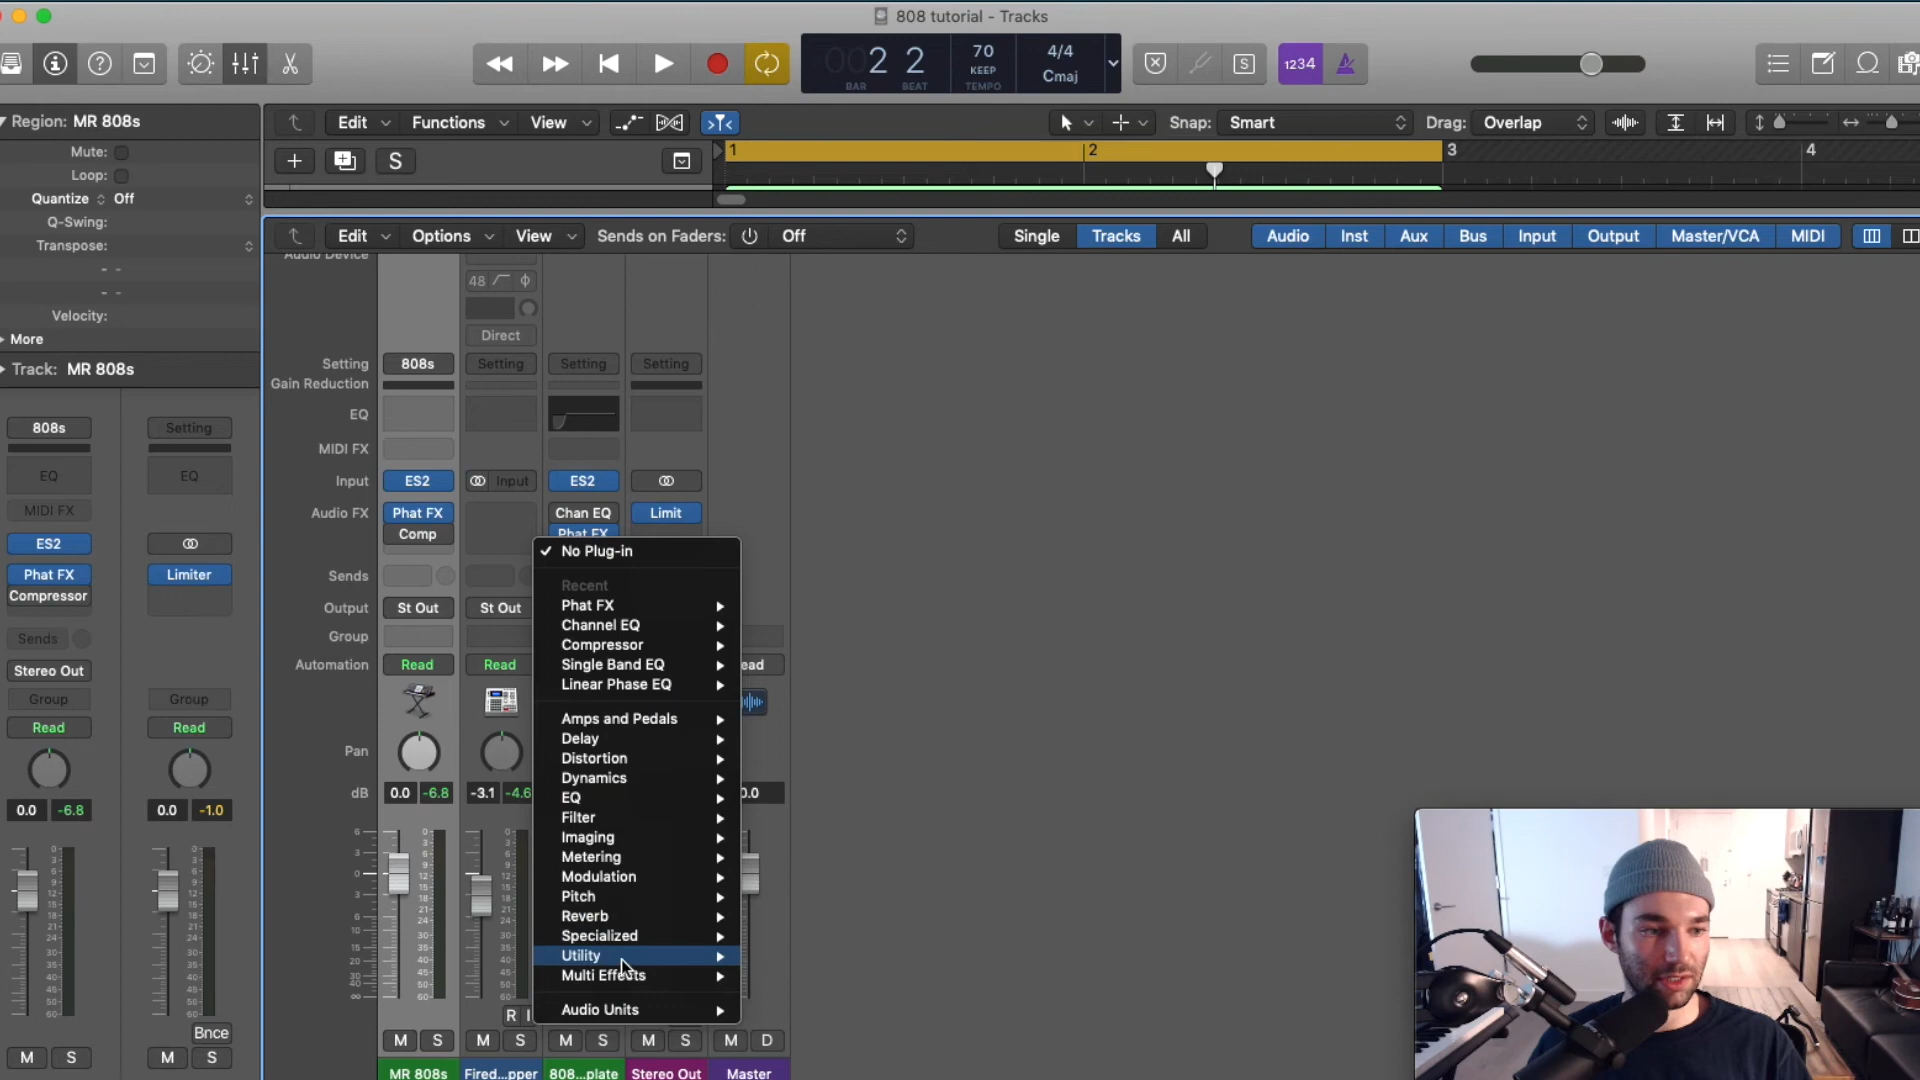 808 tutorial - Tracks
00 2 2
BAR BEAT
70
KEEP
TEMPO
4/4
Cmaj
S
1234
Region: MR 808s
Mute:
Loop:
Quantize Off
Q-Swing:
Transpose:
Velocity:
More
Track: MR 808s
Edit Functions View
Snap: Smart
Drag: Overlap
S
1 2 3 4
Edit Options View Sends on Faders: Off
Single Tracks All
Audio Inst Aux Bus Input Output Master/VCA MIDI
Audio Device
48
Direct
Setting 808s Setting Setting Setting
Gain Reduction
EQ
MIDI FX
Input ES2 Input ES2
Audio FX Phat FX Chan EQ Limit
Comp Phat FX
Sends
Output St Out St Out
Group
Automation Read Read ead
Pan
dB 0.0 -6.8 -3.1 -4.6 0.0
808s Setting
EQ EQ
MIDI FX
ES2
Phat FX Limiter
Compressor
Sends
Stereo Out
Group Group
Read Read
0.0 -6.8 0.0 -1.0
Bnce
M S M S
No Plug-in
Recent
Phat FX
Channel EQ
Compressor
Single Band EQ
Linear Phase EQ
Amps and Pedals
Delay
Distortion
Dynamics
EQ
Filter
Imaging
Metering
Modulation
Pitch
Reverb
Specialized
Utility
Multi Effects
Audio Units
R I
M S M S M S M S M D
MR 808s Fired...pper 808...plate Stereo Out Master